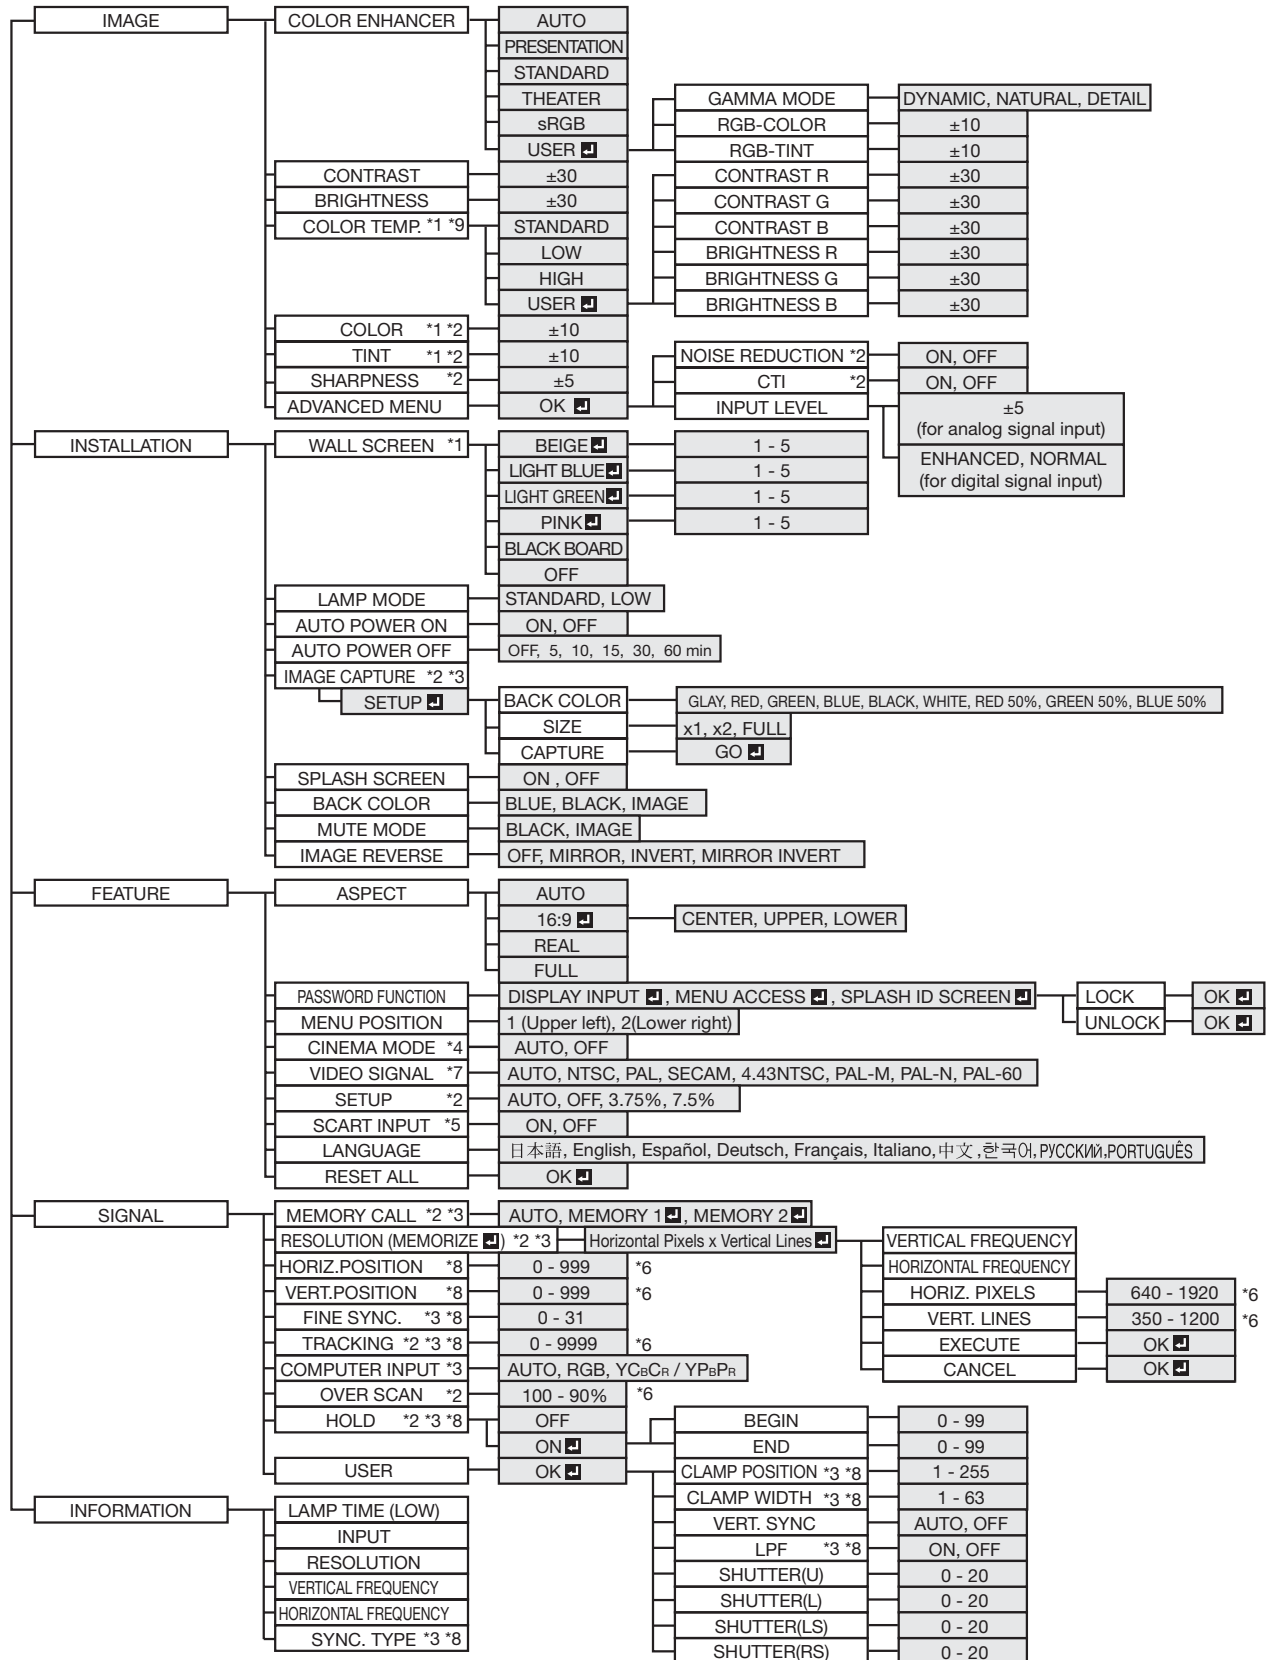 IMAGE COLOR ENHANCER AUTO
PRESENTATION
STANDARD
THEATER GAMMA MODE DYNAMIC, NATURAL, DETAIL
sRGB RGB-COLOR ±10
USER RGB-TINT ±10
CONTRAST ±30 CONTRAST R ±30
BRIGHTNESS ±30 CONTRAST G ±30
COLOR TEMP. *1 *9 STANDARD CONTRAST B ±30
LOW BRIGHTNESS R ±30
HIGH BRIGHTNESS G ±30
USER BRIGHTNESS B ±30
COLOR *1 *2 ±10
TINT *1 *2 ±10 NOISE REDUCTION *2 ON, OFF
SHARPNESS *2 ±5 CTI *2 ON, OFF
ADVANCED MENU OK INPUT LEVEL ±5
(for analog signal input)
ENHANCED, NORMAL
(for digital signal input)
INSTALLATION WALL SCREEN *1 BEIGE 1 - 5
LIGHT BLUE 1 - 5
LIGHT GREEN 1 - 5
PINK 1 - 5
BLACK BOARD
OFF
LAMP MODE STANDARD, LOW
AUTO POWER ON ON, OFF
AUTO POWER OFF OFF, 5, 10, 15, 30, 60 min
IMAGE CAPTURE *2 *3
SETUP BACK COLOR GLAY, RED, GREEN, BLUE, BLACK, WHITE, RED 50%, GREEN 50%, BLUE 50%
SIZE x1, x2, FULL
CAPTURE GO
SPLASH SCREEN ON , OFF
BACK COLOR BLUE, BLACK, IMAGE
MUTE MODE BLACK, IMAGE
IMAGE REVERSE OFF, MIRROR, INVERT, MIRROR INVERT
FEATURE ASPECT AUTO
16:9 CENTER, UPPER, LOWER
REAL
FULL
PASSWORD FUNCTION DISPLAY INPUT , MENU ACCESS , SPLASH ID SCREEN LOCK OK
MENU POSITION 1 (Upper left), 2(Lower right) UNLOCK OK
CINEMA MODE *4 AUTO, OFF
VIDEO SIGNAL *7 AUTO, NTSC, PAL, SECAM, 4.43NTSC, PAL-M, PAL-N, PAL-60
SETUP *2 AUTO, OFF, 3.75%, 7.5%
SCART INPUT *5 ON, OFF
LANGUAGE 日本語, English, Español, Deutsch, Français, Italiano,中文 ,한국어,РУССКИЙ,PORTUGUÊS
RESET ALL OK
SIGNAL MEMORY CALL *2 *3 AUTO, MEMORY 1 , MEMORY 2
RESOLUTION (MEMORIZE ) *2 *3 Horizontal Pixels x Vertical Lines VERTICAL FREQUENCY
HORIZ.POSITION *8 0 - 999 *6 HORIZONTAL FREQUENCY
VERT.POSITION *8 0 - 999 *6 HORIZ. PIXELS 640 - 1920 *6
FINE SYNC. *3 *8 0 - 31 VERT. LINES 350 - 1200 *6
TRACKING *2 *3 *8 0 - 9999 *6 EXECUTE OK
COMPUTER INPUT *3 AUTO, RGB, YCBCR / YPBPR CANCEL OK
OVER SCAN *2 100 - 90% *6
HOLD *2 *3 *8 OFF BEGIN 0 - 99
ON END 0 - 99
USER OK CLAMP POSITION *3 *8 1 - 255
INFORMATION LAMP TIME (LOW) CLAMP WIDTH *3 *8 1 - 63
INPUT VERT. SYNC AUTO, OFF
RESOLUTION LPF *3 *8 ON, OFF
VERTICAL FREQUENCY SHUTTER(U) 0 - 20
HORIZONTAL FREQUENCY SHUTTER(L) 0 - 20
SYNC. TYPE *3 *8 SHUTTER(LS) 0 - 20
SHUTTER(RS) 0 - 20